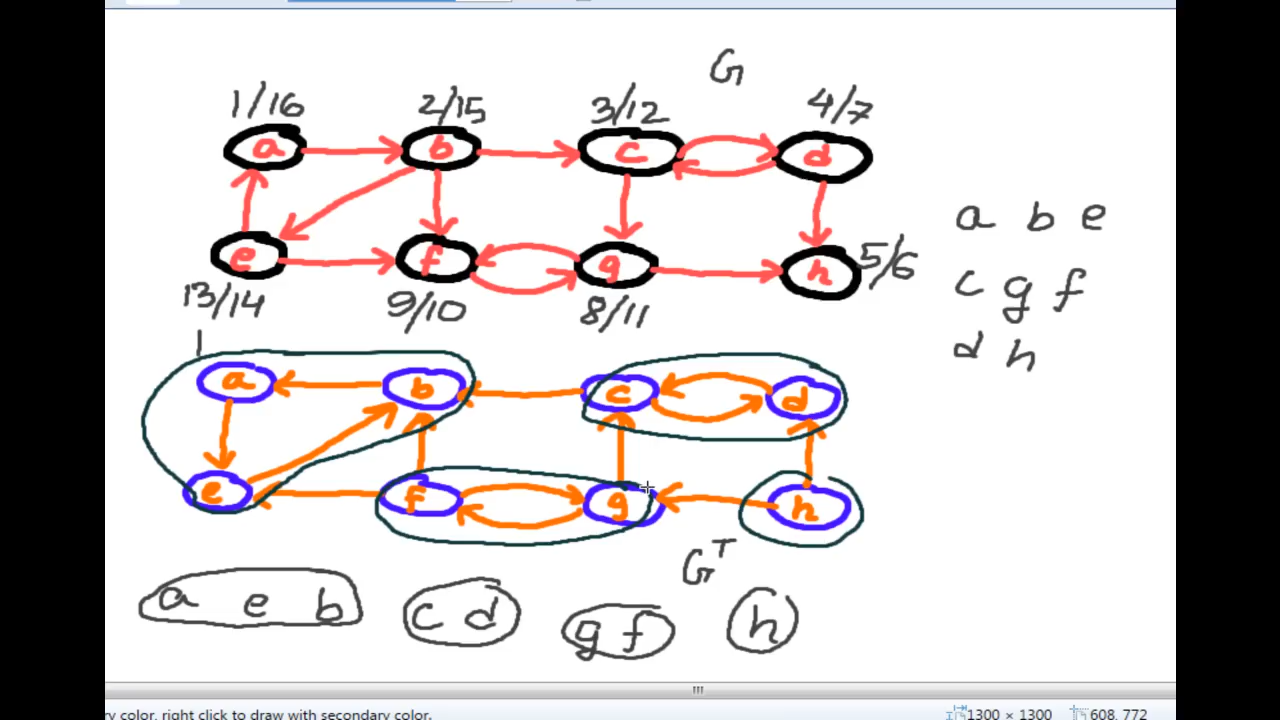 G
1/16 2/15 3/12 4/7
a b c d
a b e
e f g h 5/6
c g f
13/14 9/10 8/11
d h
1
a b c d
e f g h
G^T
a e b c d g f h
ry color, right click to draw with secondary color. 1300 × 1300 608, 772